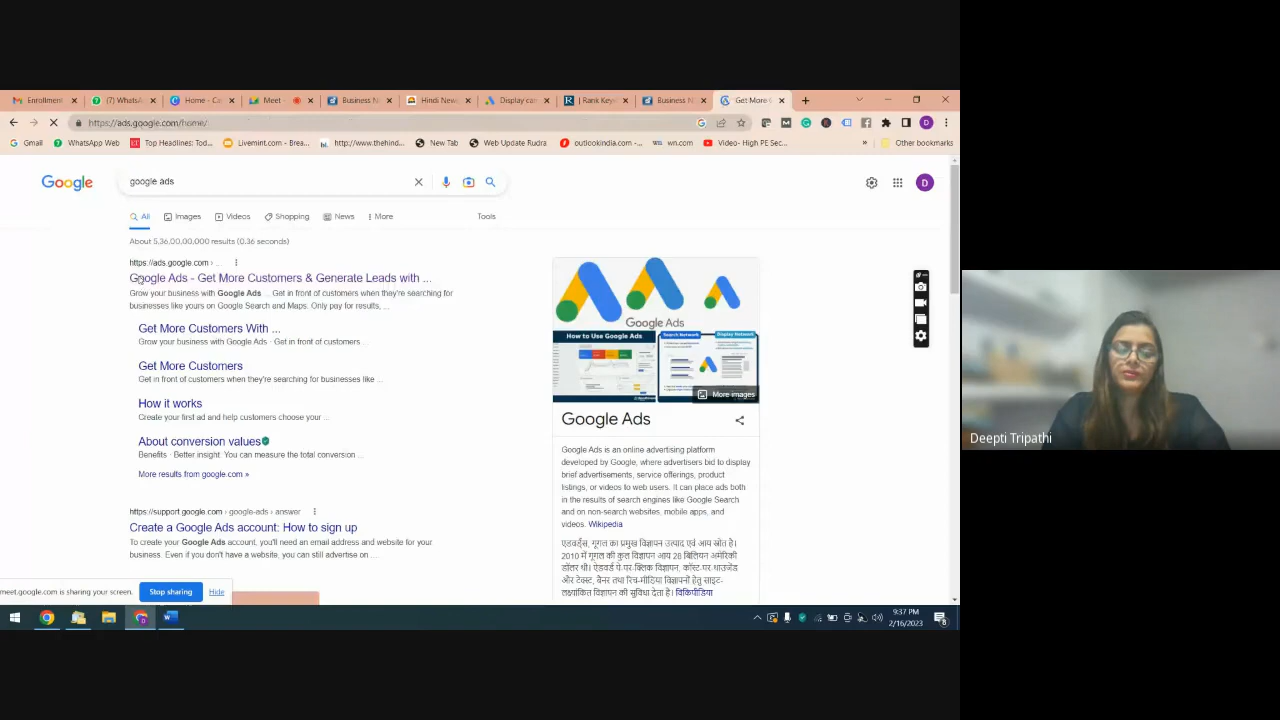 Enrollment
(7) WhatsA
Home - Ca
Meet -
Business N
Hindi New
Display ca
| Rank Key
Business N
Get More C
https://ads.google.com/home/
Gmail
WhatsApp Web
Top Headlines: Tod...
Livemint.com - Brea...
http://www.thehind...
New Tab
Web Update Rudra
outlookindia.com -...
wn.com
Video- High PE Sec...
»
Other bookmarks
Google
google ads
D
All
Images
Videos
Shopping
News
More
Tools
About 5,36,00,00,000 results (0.36 seconds)
https://ads.google.com › ...
Google Ads - Get More Customers & Generate Leads with ...
Grow your business with Google Ads ... Get in front of customers when they're searching for
businesses like yours on Google Search and Maps. Only pay for results, ...
Get More Customers With ...
Grow your business with Google Ads · Get in front of customers ...
Get More Customers
Get in front of customers when they're searching for businesses like ...
How it works
Create your first ad and help customers choose your ...
About conversion values
Benefits · Better insight: You can measure the total conversion ...
More results from google.com »
https://support.google.com › google-ads › answer
Create a Google Ads account: How to sign up
To create your Google Ads account, you'll need an email address and website for your
business. Even if you don't have a website, you can still advertise on ...
Google Ads
How to Use Google Ads
Search Network
Display Network
More images
Google Ads
Google Ads is an online advertising platform
developed by Google, where advertisers bid to display
brief advertisements, service offerings, product
listings, or videos to web users. It can place ads both
in the results of search engines like Google Search
and on non-search websites, mobile apps, and
videos. Wikipedia
एडवर्ड्स, गूगल का प्रमुख विज्ञापन उत्पाद एवं आय स्रोत है।
2010 में गूगल की कुल विज्ञापन आय 28 बिलियन अमेरिकी
डॉलर थी। ऐडवर्ड पे-पर-क्लिक विज्ञापन, कॉस्ट-पर-थाउजेंड
और टेक्स्ट, बैनर तथा रिच-मीडिया विज्ञापनों हेतु साइट-
लक्ष्यांकित विज्ञापन की सुविधा देता है। विकिपीडिया
meet.google.com is sharing your screen.
Stop sharing
Hide
9:37 PM
2/16/2023
Deepti Tripathi